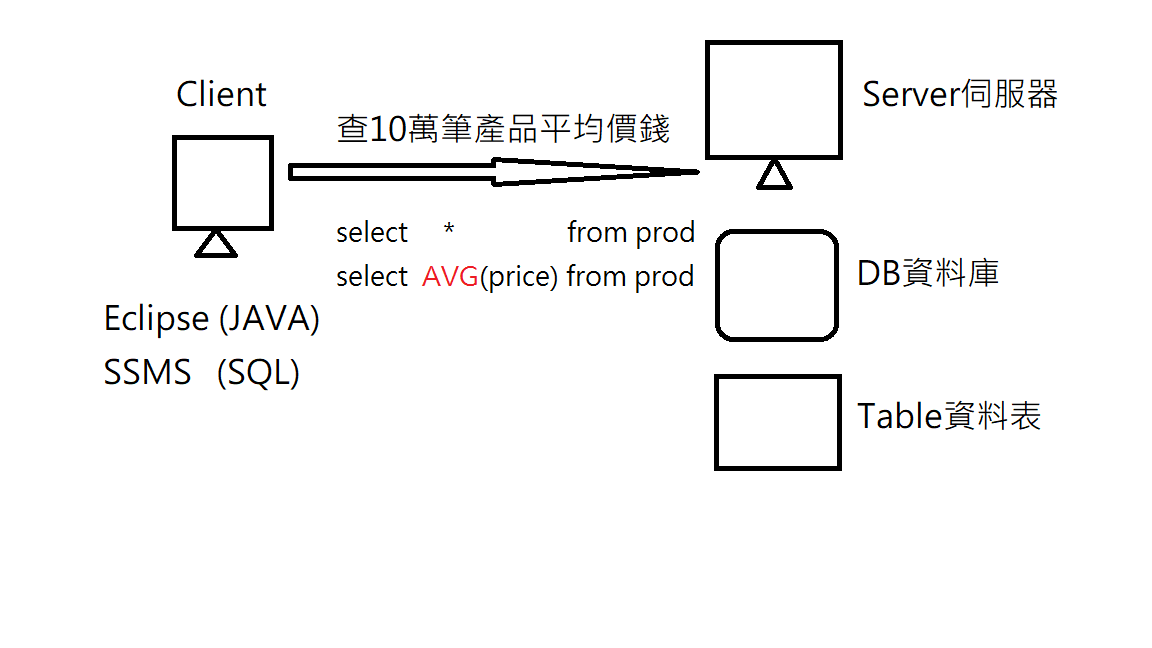 Client
Server伺服器
查10萬筆產品平均價錢
select * from prod
select AVG(price) from prod
DB資料庫
Eclipse (JAVA)
SSMS (SQL)
Table資料表